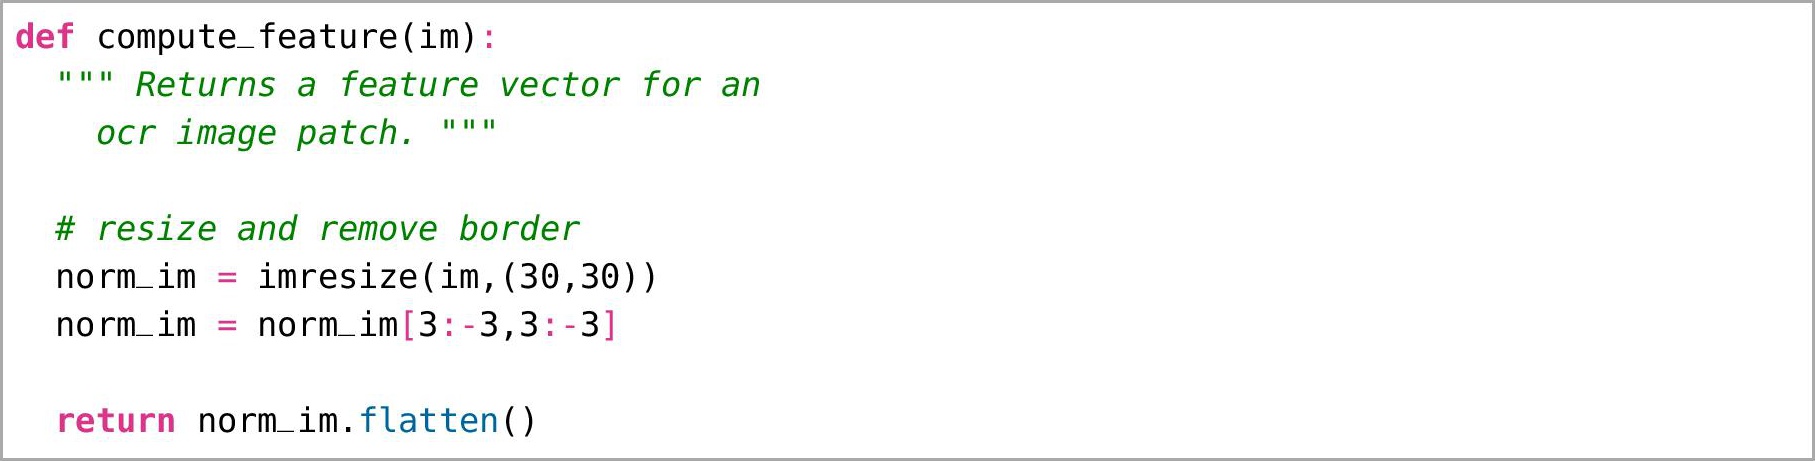 def compute_feature(im):
  """ Returns a feature vector for an
    ocr image patch. """

  # resize and remove border
  norm_im = imresize(im,(30,30))
  norm_im = norm_im[3:-3,3:-3]

  return norm_im.flatten()